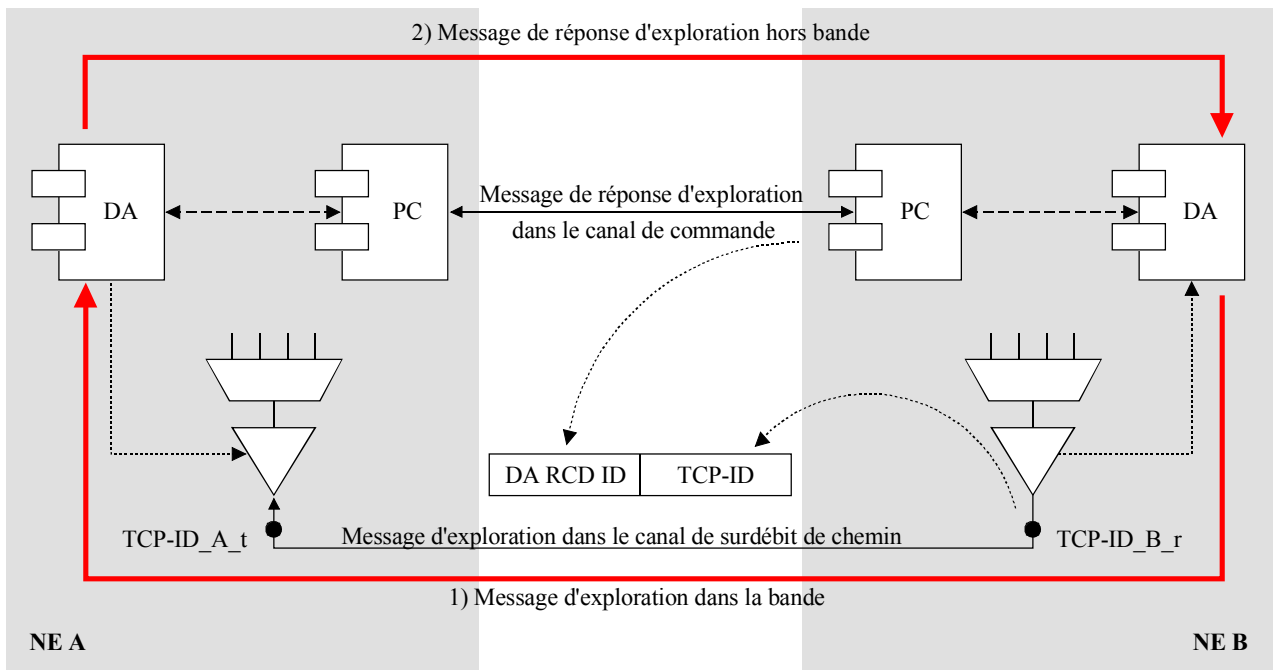 2) Message de réponse d'exploration hors bande
DA
PC
Message de réponse d'exploration
dans le canal de commande
PC
DA
DA RCD ID
TCP-ID
TCP-ID_A_t
Message d'exploration dans le canal de surdébit de chemin
TCP-ID_B_r
1) Message d'exploration dans la bande
NE A
NE B